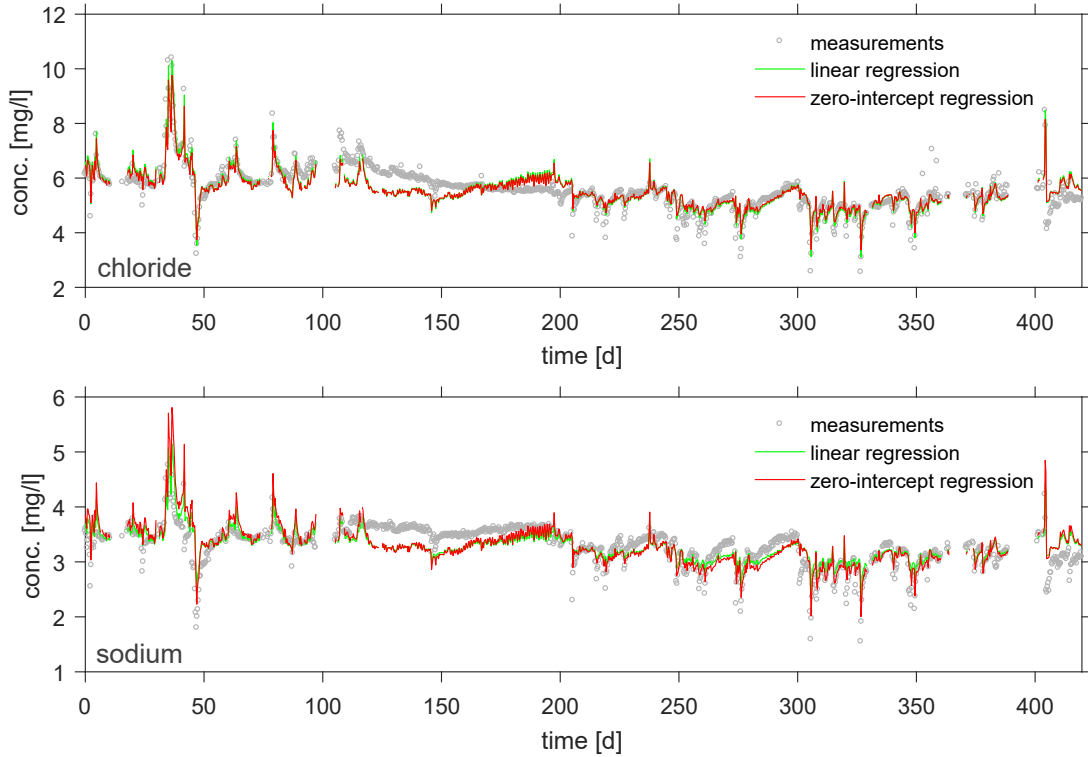 12
10
8
6
4
2
conc. [mg/l]
measurements
linear regression
zero-intercept regression
chloride
0 50 100 150 200 250 300 350 400
time [d]
6
5
4
3
2
1
conc. [mg/l]
measurements
linear regression
zero-intercept regression
sodium
0 50 100 150 200 250 300 350 400
time [d]